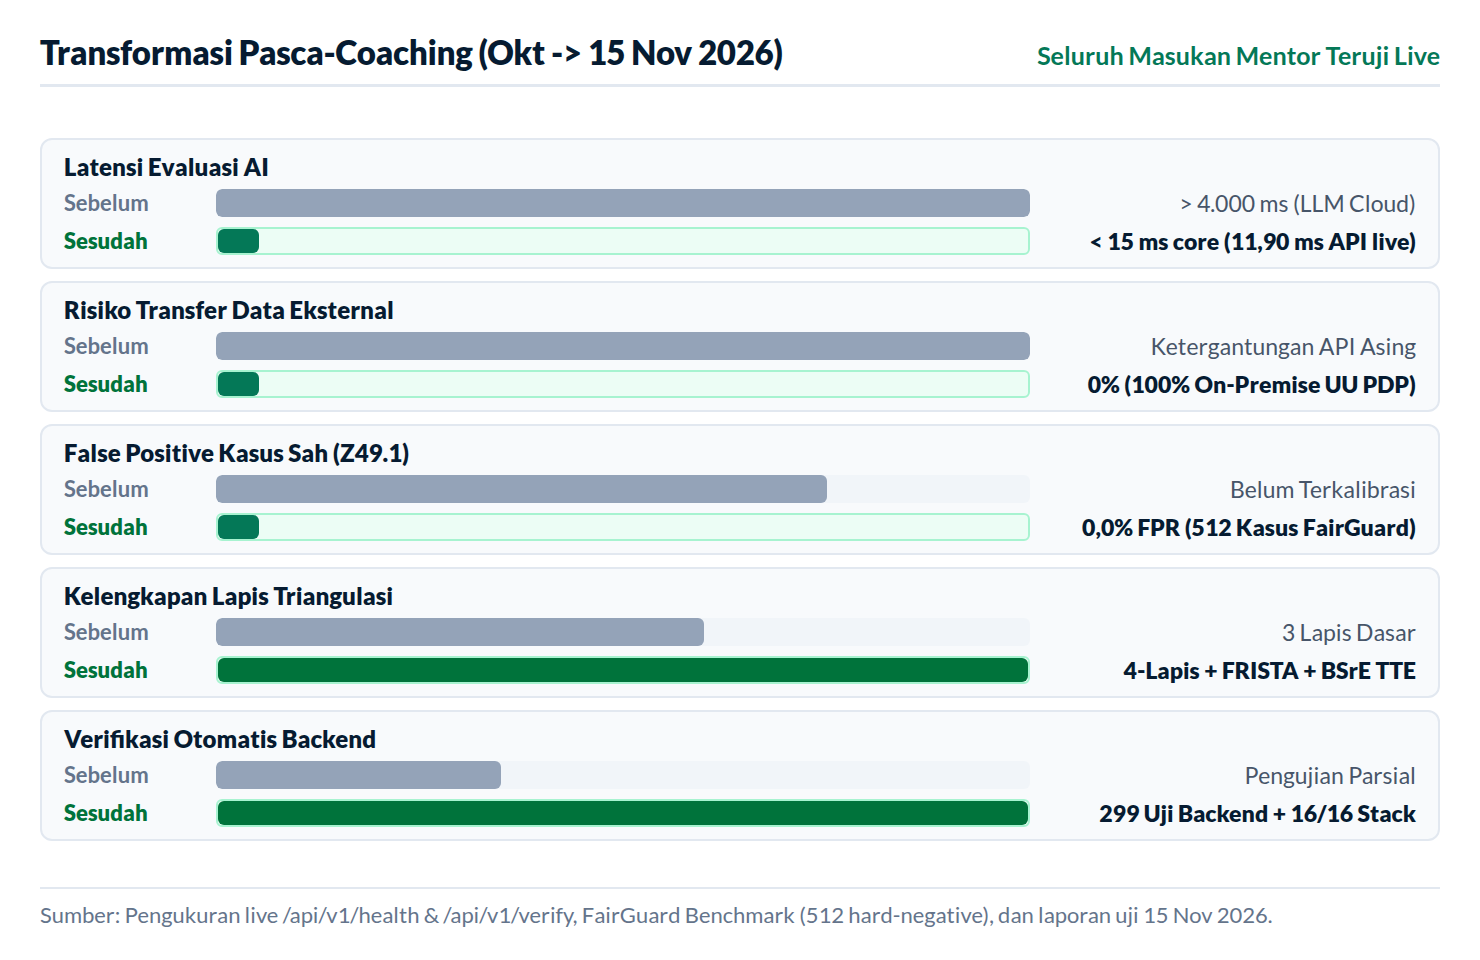 Transformasi Pasca-Coaching (Okt -> 15 Nov 2026)
Seluruh Masukan Mentor Teruji Live
Latensi Evaluasi AI
Sebelum
> 4.000 ms (LLM Cloud)
Sesudah
< 15 ms core (11,90 ms API live)
Risiko Transfer Data Eksternal
Sebelum
Ketergantungan API Asing
Sesudah
0% (100% On-Premise UU PDP)
False Positive Kasus Sah (Z49.1)
Sebelum
Belum Terkalibrasi
Sesudah
0,0% FPR (512 Kasus FairGuard)
Kelengkapan Lapis Triangulasi
Sebelum
3 Lapis Dasar
Sesudah
4-Lapis + FRISTA + BSrE TTE
Verifikasi Otomatis Backend
Sebelum
Pengujian Parsial
Sesudah
299 Uji Backend + 16/16 Stack
Sumber: Pengukuran live /api/v1/health & /api/v1/verify, FairGuard Benchmark (512 hard-negative), dan laporan uji 15 Nov 2026.